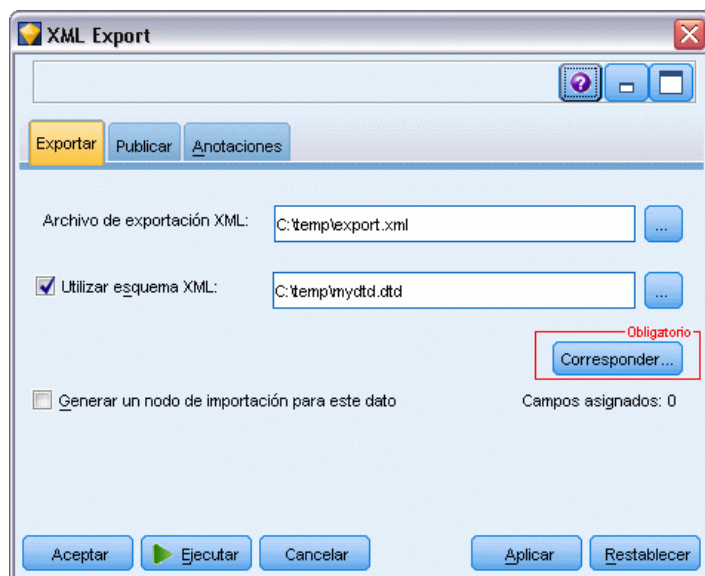 XML Export
?
Exportar Publicar Anotaciones
Archivo de exportación XML: C:\temp\export.xml ...
Utilizar esquema XML: C:\temp\mydtd.dtd ...
Obligatorio
Corresponder...
Generar un nodo de importación para este dato Campos asignados: 0
Aceptar Ejecutar Cancelar Aplicar Restablecer